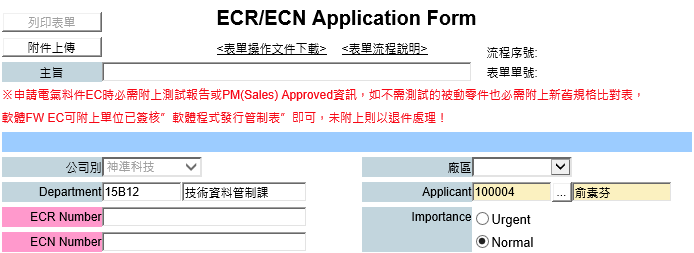 列印表單
ECR/ECN Application Form
附件上傳
<表單操作文件下載>
<表單流程說明>
流程序號:
主旨
表單單號:
※申請電氣料件EC時必需附上測試報告或PM(Sales) Approved資訊，如不需測試的被動零件也必需附上新舊規格比對表，
軟體FW EC可附上單位已簽核”軟體程式發行管制表”即可，未附上則以退件處理！
公司別 神準科技
廠區
Department 15B12 技術資料管制課
Applicant 100004 ... 俞素芬
ECR Number
Importance Urgent
Normal
ECN Number